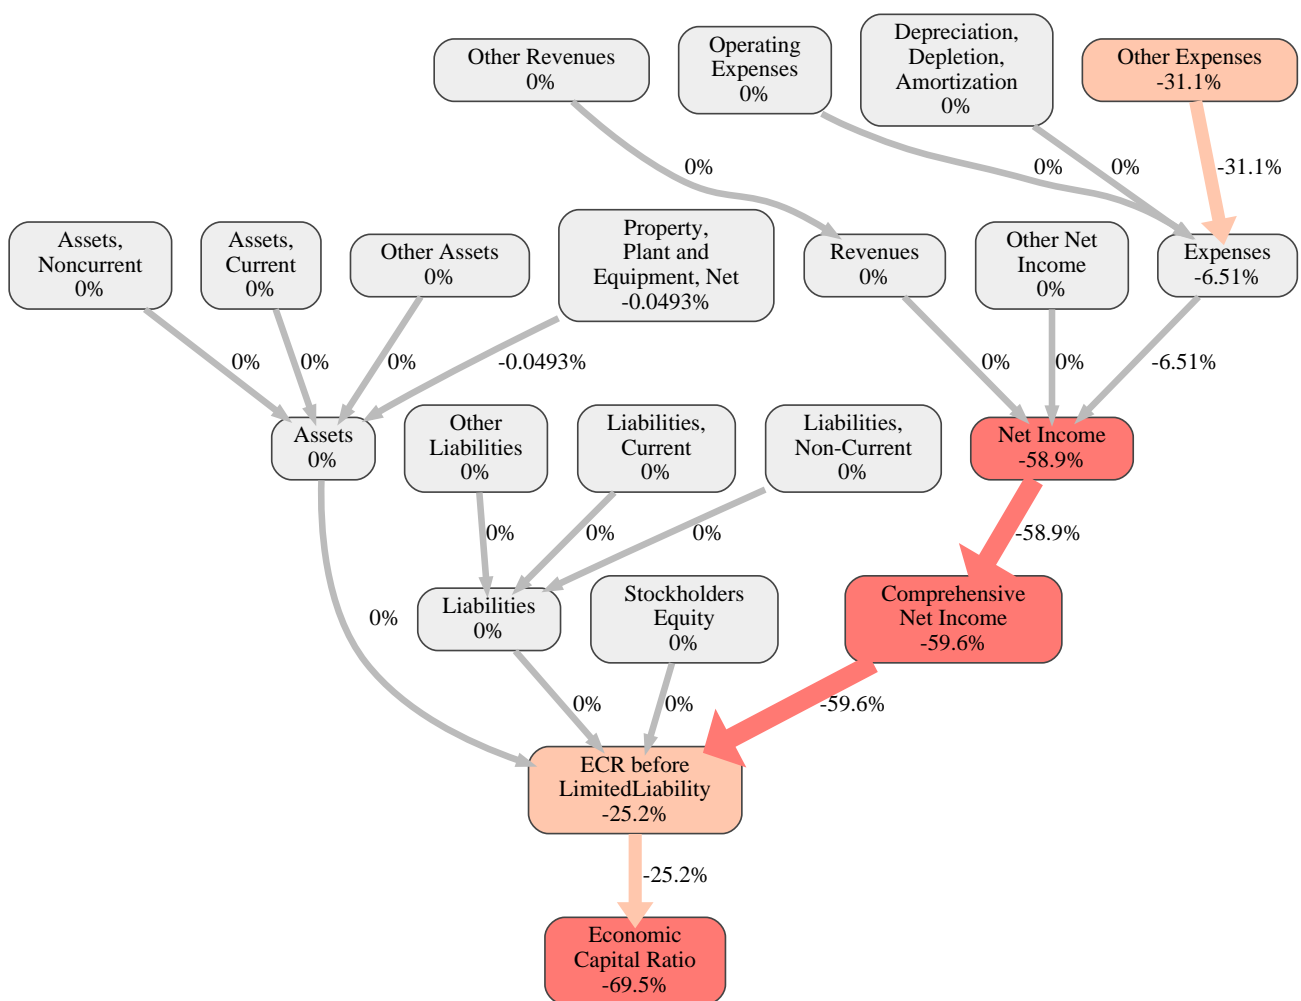 Other Revenues
0%
Operating
Expenses
0%
Depreciation,
Depletion,
Amortization
0%
Other Expenses
-31.1%
0%
0%
0%
-31.1%
Assets,
Noncurrent
0%
Assets,
Current
0%
Other Assets
0%
Property,
Plant and
Equipment, Net
-0.0493%
Revenues
0%
Other Net
Income
0%
Expenses
-6.51%
0%
0%
0%
-0.0493%
0%
0%
-6.51%
Assets
0%
Other
Liabilities
0%
Liabilities,
Current
0%
Liabilities,
Non-Current
0%
Net Income
-58.9%
0%
0%
0%
-58.9%
0%
Liabilities
0%
Stockholders
Equity
0%
Comprehensive
Net Income
-59.6%
0%
0%
-59.6%
ECR before
LimitedLiability
-25.2%
-25.2%
Economic
Capital Ratio
-69.5%